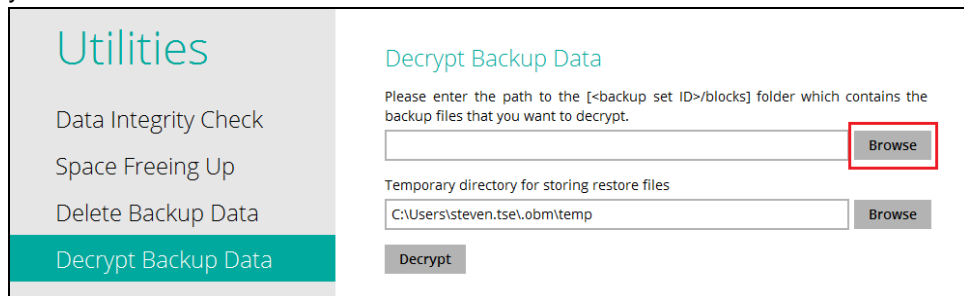 Utilities
Data Integrity Check
Space Freeing Up
Delete Backup Data
Decrypt Backup Data
Decrypt Backup Data
Please enter the path to the [<backup set ID>/blocks] folder which contains the
backup files that you want to decrypt.
Browse
Temporary directory for storing restore files
C:\Users\steven.tse\.obm\temp
Browse
Decrypt